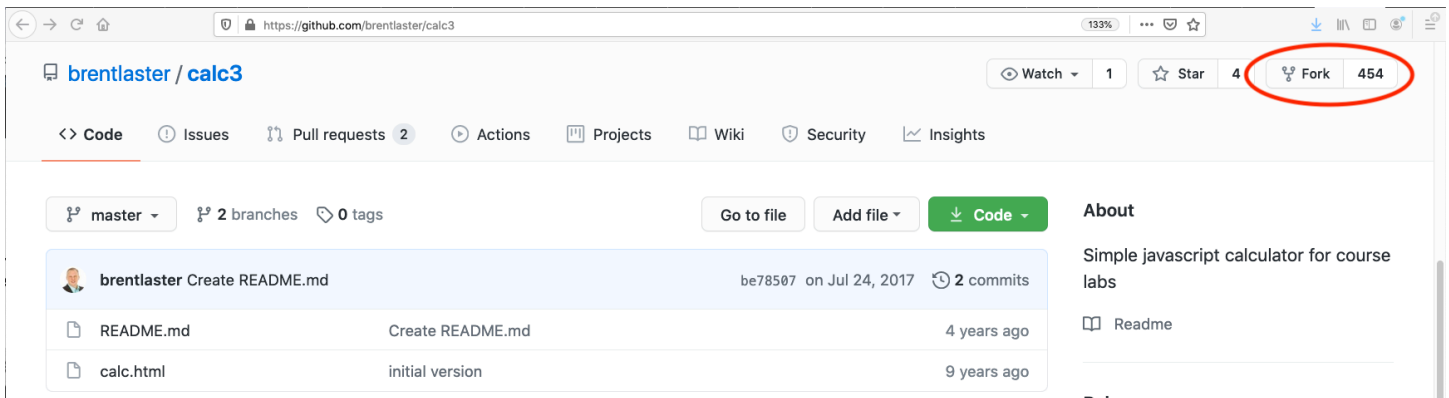 https://github.com/brentlaster/calc3 133%
brentlaster / calc3 Watch 1 Star 4 Fork 454
Code Issues Pull requests 2 Actions Projects Wiki Security Insights
master 2 branches 0 tags Go to file Add file Code About
Simple javascript calculator for course
labs
brentlaster Create README.md be78507 on Jul 24, 2017 2 commits
README.md Create README.md 4 years ago Readme
calc.html initial version 9 years ago